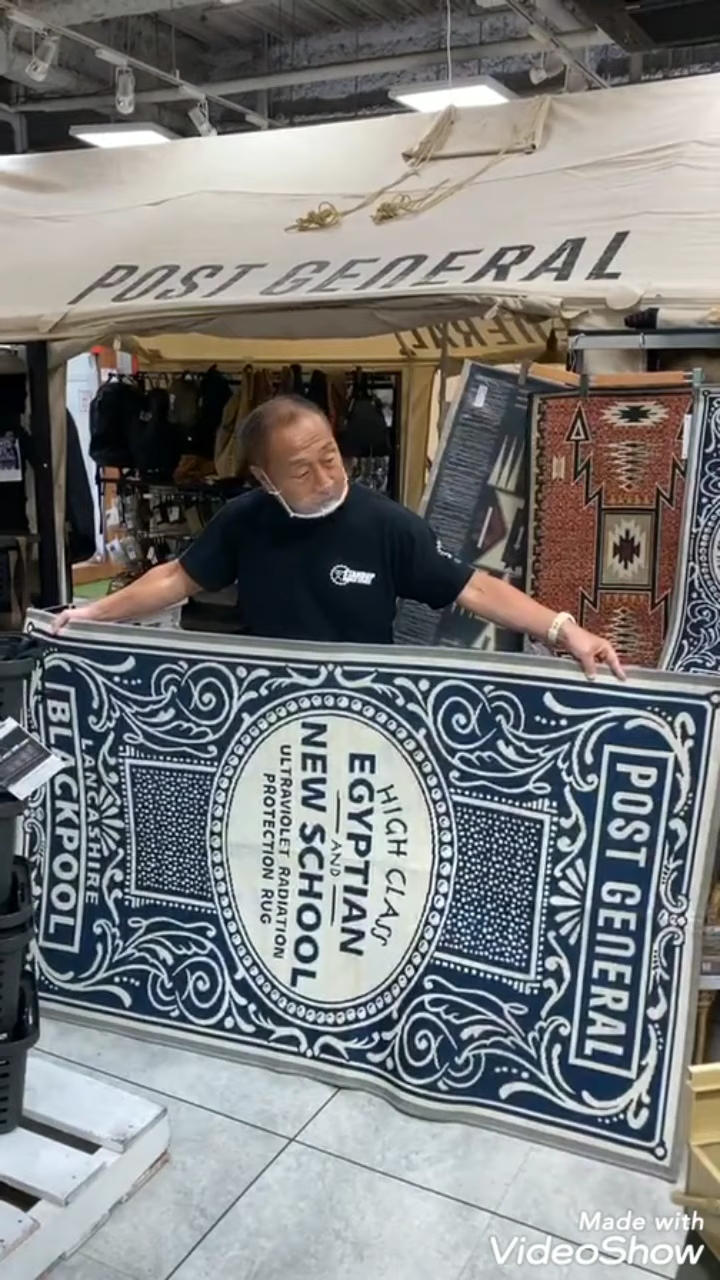 POST GENERAL
POST GENERAL
HIGH CLASS
EGYPTIAN
AND
NEW SCHOOL
ULTRAVIOLET RADIATION
PROTECTION RUG
LANCASHIRE
BLACKPOOL
Made with
VideoShow